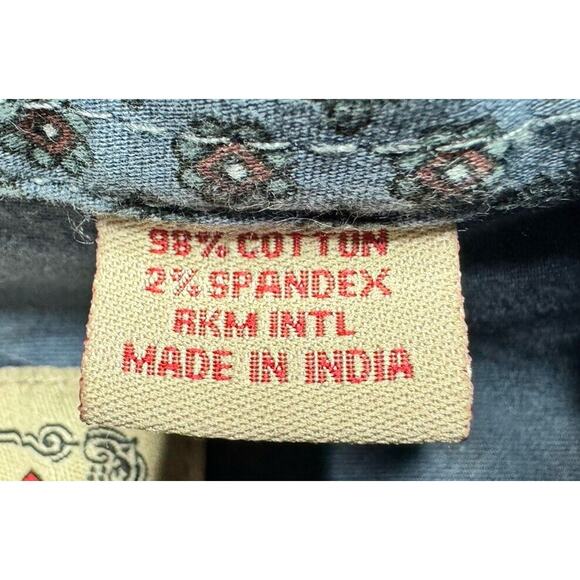 98% COTTON
2% SPANDEX
RKM INTL
MADE IN INDIA